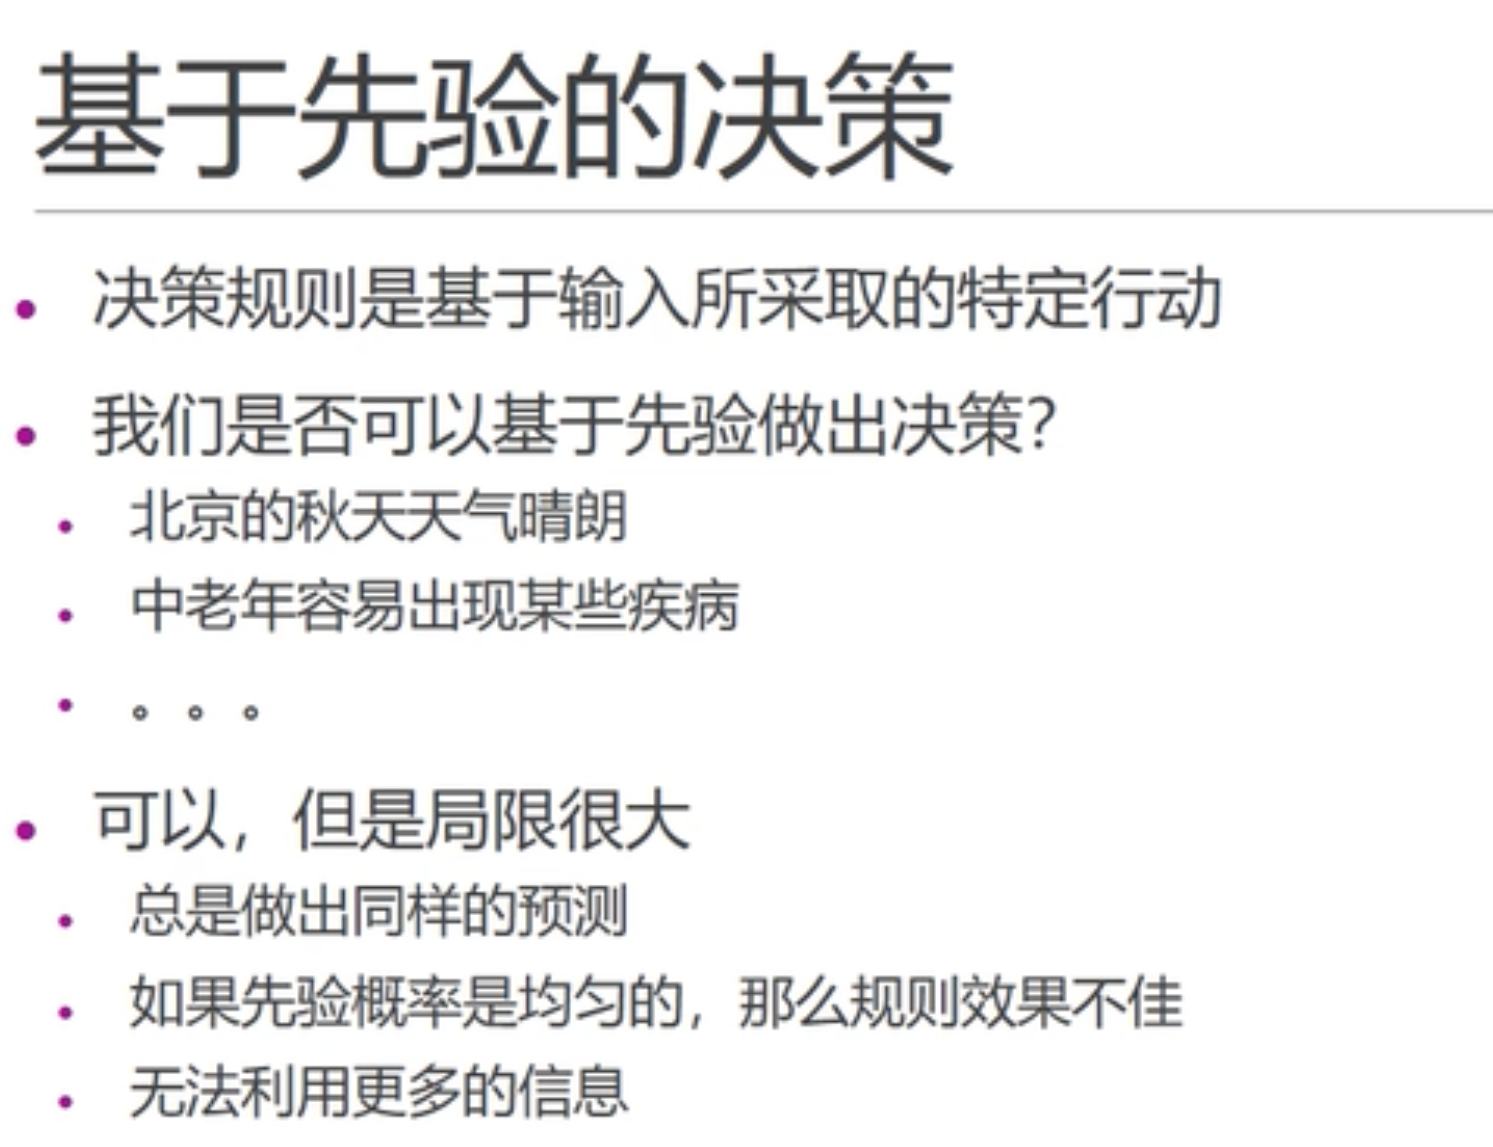 基于先验的决策
• 决策规则是基于输入所采取的特定行动
• 我们是否可以基于先验做出决策？
• 北京的秋天天气晴朗
• 中老年容易出现某些疾病
• 。。。
• 可以，但是局限很大
• 总是做出同样的预测
• 如果先验概率是均匀的，那么规则效果不佳
• 无法利用更多的信息